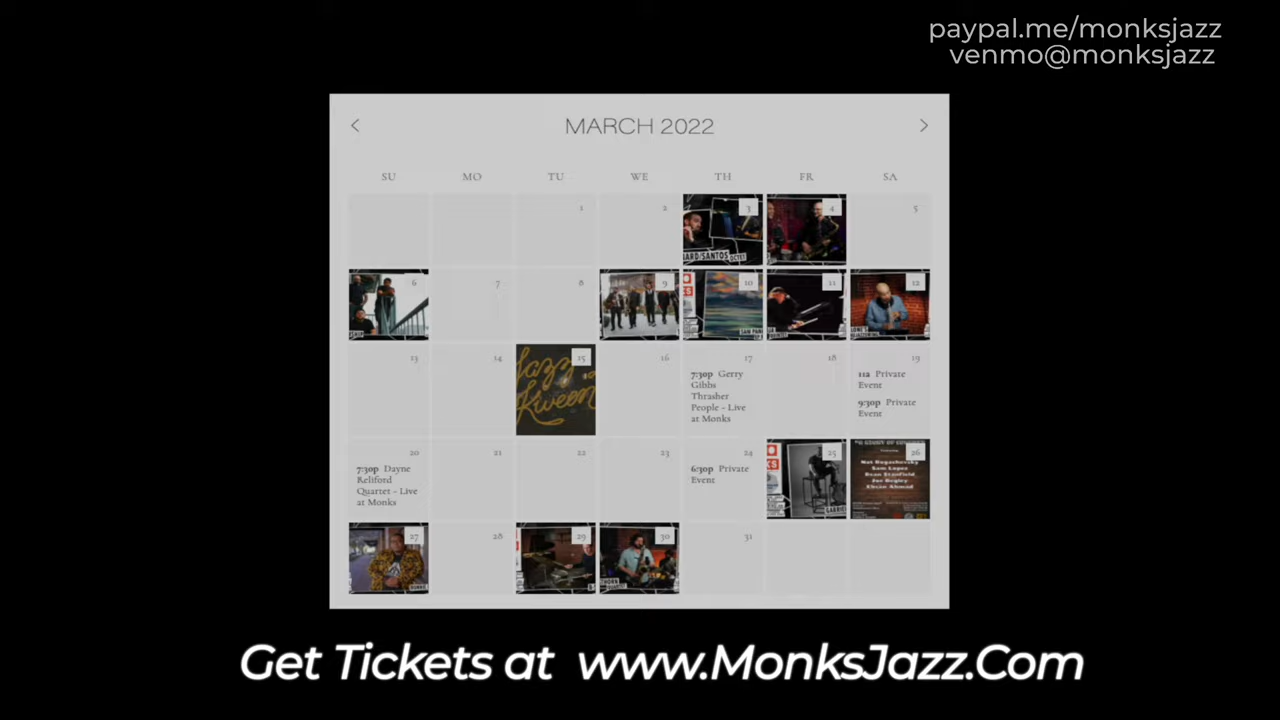 paypal.me/monksjazz
venmo@monksjazz
MARCH 2022
SU MO TU WE TH FR SA
1 2 3 4 5
6 7 8 9 10 11 12
13 14 15 16 17 18 19
Jazz
Kween
7:30p Gerry
Gibbs
Thrasher
People - Live
at Monks
11a Private
Event
9:30p Private
Event
20 21 22 23 24 25 26
7:30p Dayne
Reliford
Quartet - Live
at Monks
6:30p Private
Event
27 28 29 30 31
Get Tickets at www.MonksJazz.Com